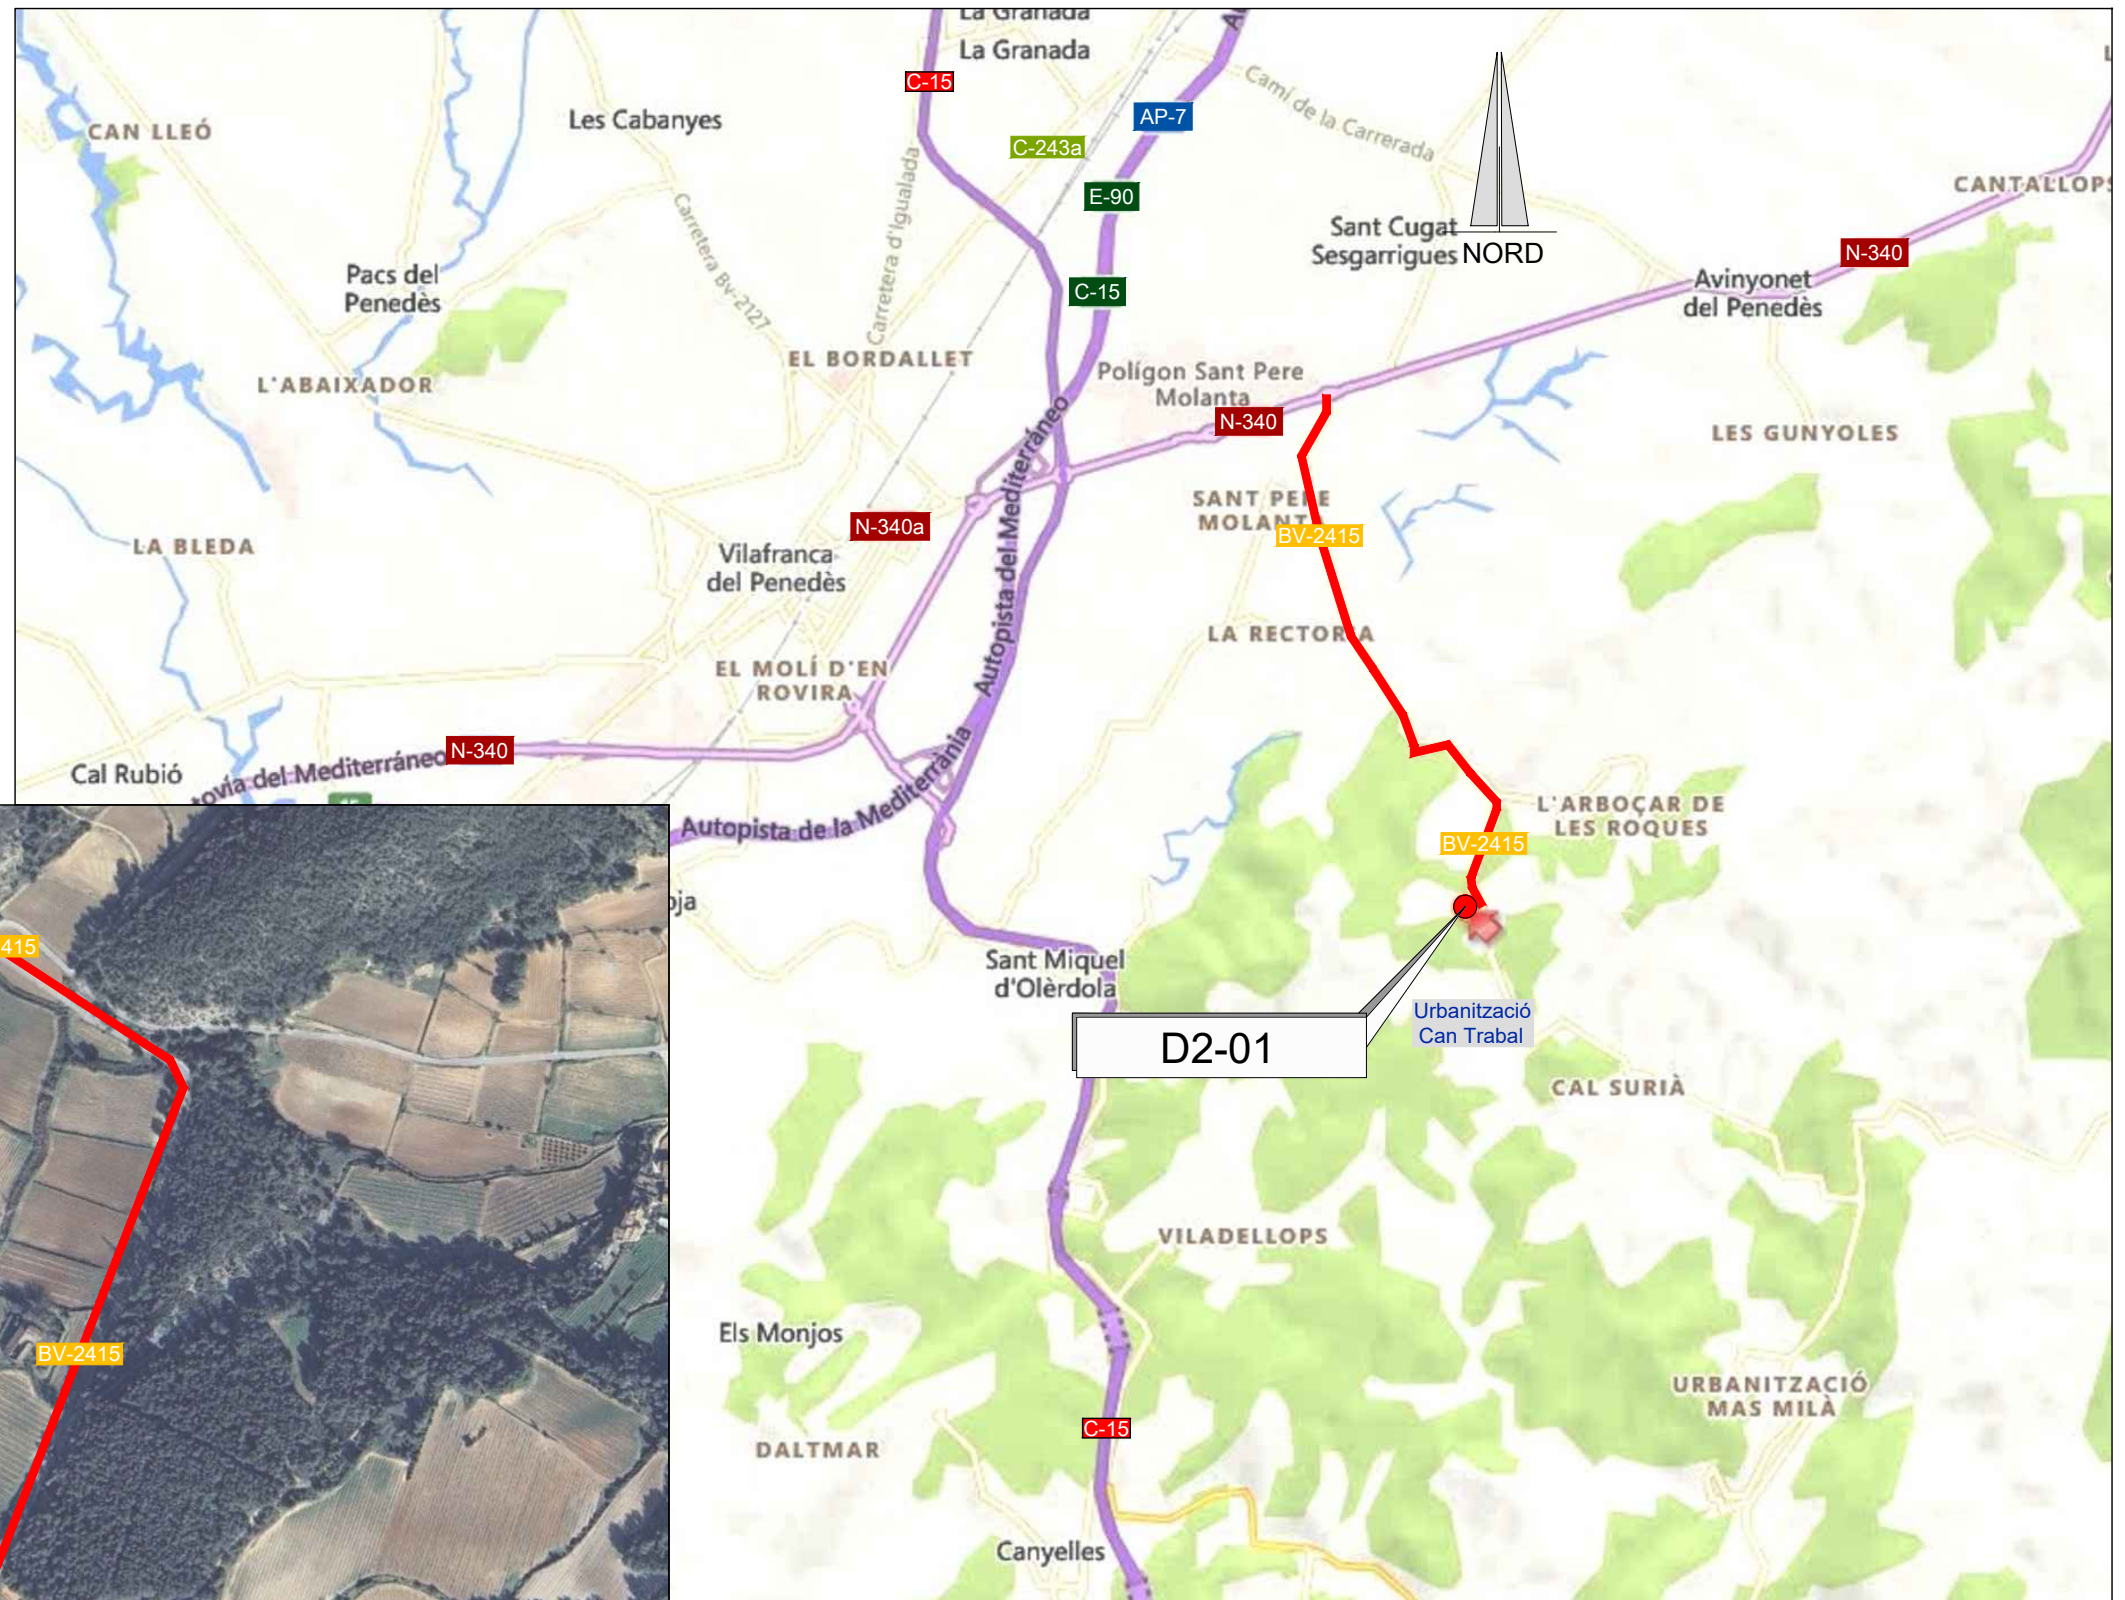 La Granada
La Granada
C-15
Les Cabanyes
CAN LLEÓ
AP-7
C-243a
Camí de la Carrerada
E-90
CANTALLOPS
Carretera Bv-2127
Carretera d'Igualada
Sant Cugat
Sesgarrigues
NORD
N-340
Pacs del
Penedès
C-15
Avinyonet
del Penedès
EL BORDALLET
L'ABAIXADOR
Polígon Sant Pere
Molanta
N-340
LES GUNYOLES
Autopista del Mediterráneo
SANT PERE
MOLANTA
BV-2415
N-340a
LA BLEDA
Vilafranca
del Penedès
LA RECTORIA
EL MOLÍ D'EN
ROVIRA
N-340
Cal Rubió
tovía del Mediterráneo
Autopista de la Mediterrània
L'ARBOÇAR DE
LES ROQUES
BV-2415
oja
415
Sant Miquel
d'Olèrdola
Urbanització
Can Trabal
D2-01
CAL SURIÀ
VILADELLOPS
Els Monjos
BV-2415
URBANITZACIÓ
MAS MILÀ
C-15
DALTMAR
Canyelles